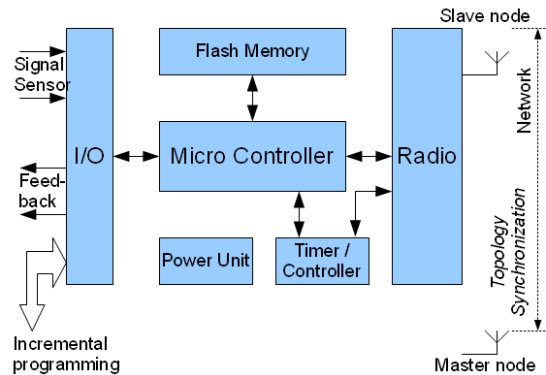 Slave node
Signal
Sensor
Flash Memory
Network
I/O
Micro Controller
Radio
Feed-
back
Power Unit
Timer /
Controller
Topology
Synchronization
Incremental
programming
Master node